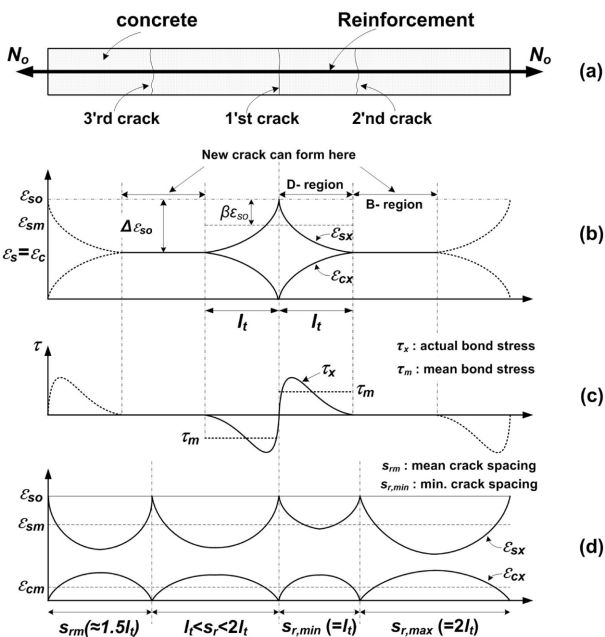 concrete
Reinforcement
Nₒ
Nₒ
(a)
3'rd crack
1'st crack
2'nd crack
New crack can form here
εso
D- region
B- region
βεso
εsm
Δεso
εsx
εs=εc
(b)
εcx
lt
lt
τ
τx : actual bond stress
τx
τm : mean bond stress
τm
(c)
τm
srm : mean crack spacing
sr,min : min. crack spacing
εso
εsm
εsx
(d)
εcx
εcm
srm(≈1.5lt)
lt<sr<2lt
sr,min (=lt)
sr,max (=2lt)